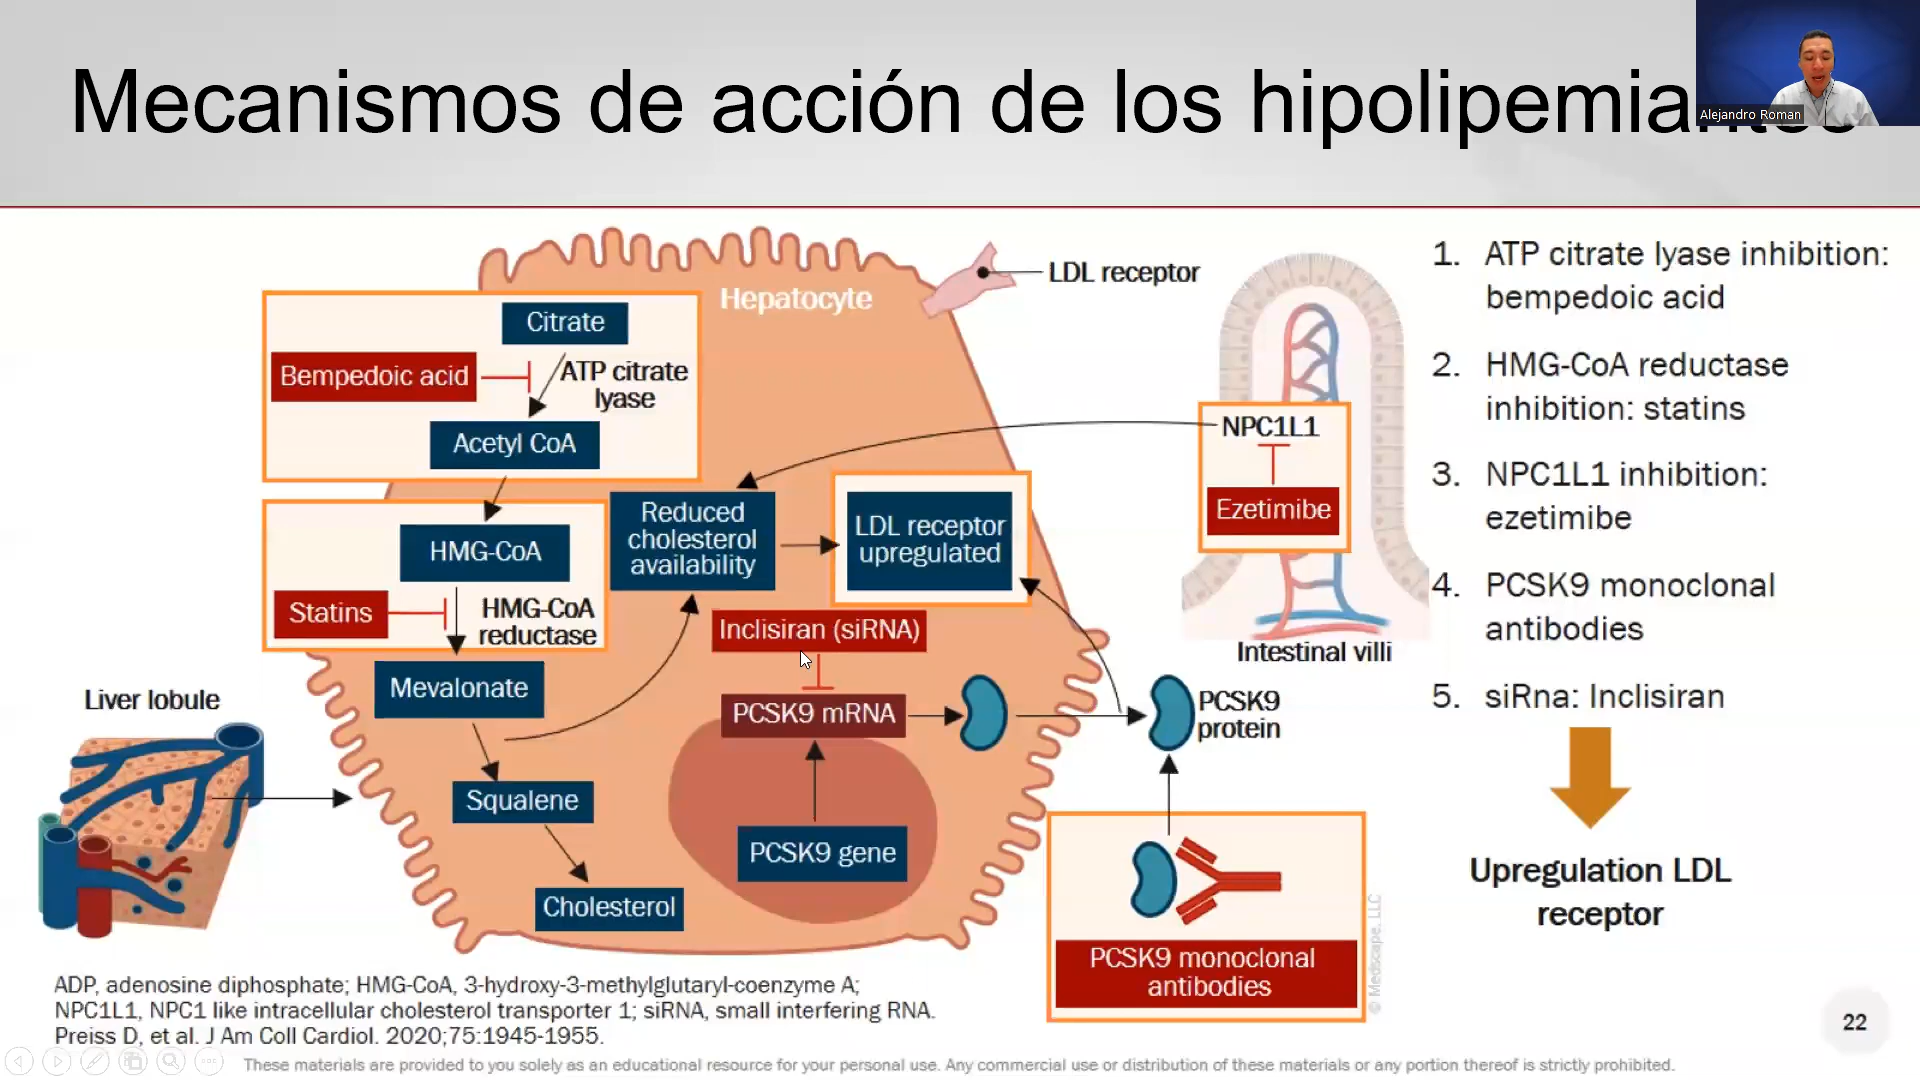 Mecanismos de acción de los hipolipemiantes
Alejandro Roman
Hepatocyte
LDL receptor
Citrate
Bempedoic acid
ATP citrate
lyase
Acetyl CoA
HMG-CoA
Statins
HMG-CoA
reductase
Mevalonate
Squalene
Cholesterol
Reduced
cholesterol
availability
LDL receptor
upregulated
Inclisiran (siRNA)
PCSK9 mRNA
PCSK9 gene
NPC1L1
Ezetimibe
Intestinal villi
PCSK9
protein
PCSK9 monoclonal
antibodies
Liver lobule
© Medscape, LLC
1. ATP citrate lyase inhibition:
bempedoic acid
2. HMG-CoA reductase
inhibition: statins
3. NPC1L1 inhibition:
ezetimibe
4. PCSK9 monoclonal
antibodies
5. siRna: Inclisiran
Upregulation LDL
receptor
ADP, adenosine diphosphate; HMG-CoA, 3-hydroxy-3-methylglutaryl-coenzyme A;
NPC1L1, NPC1 like intracellular cholesterol transporter 1; siRNA, small interfering RNA.
Preiss D, et al. J Am Coll Cardiol. 2020;75:1945-1955.
22
These materials are provided to you solely as an educational resource for your personal use. Any commercial use or distribution of these materials or any portion thereof is strictly prohibited.